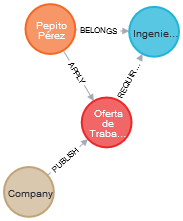 Pepito
Pérez
BELONGS
Ingenie...
APPLY
REQUIR...
Oferta
de
Traba...
PUBLISH
Company